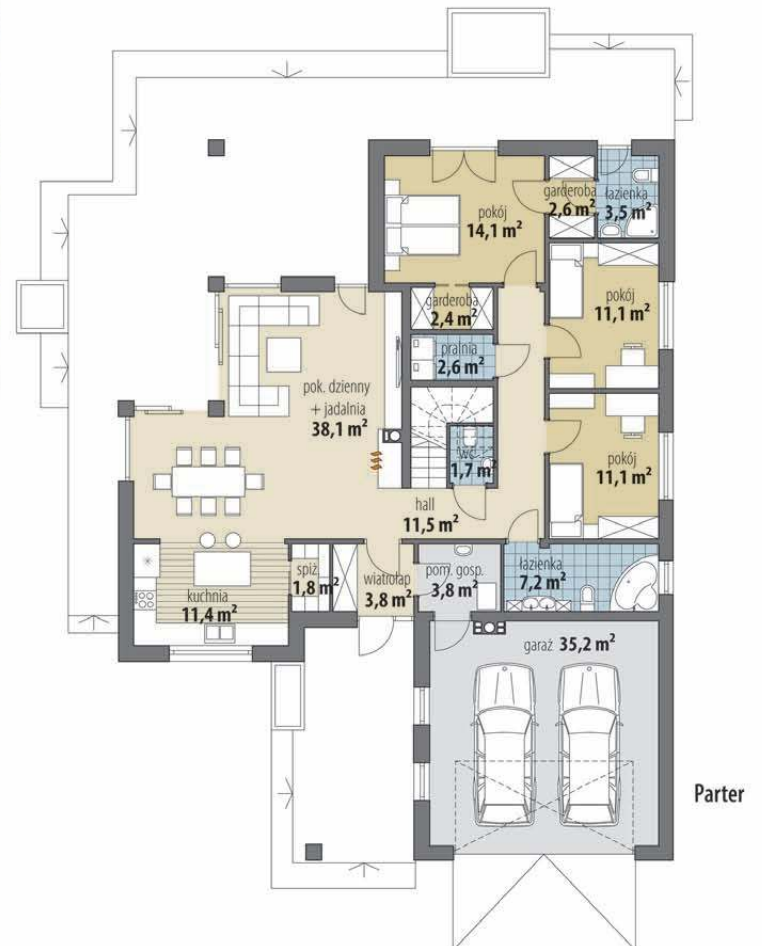 garderoba
2,6 m²
łazienka
3,5 m²
pokój
14,1 m²
garderoba
2,4 m²
pokój
11,1 m²
pralnia
2,6 m²
pok. dzienny
+ jadalnia
38,1 m²
wc
1,7 m²
pokój
11,1 m²
hall
11,5 m²
kuchnia
11,4 m²
spiż.
1,8 m²
wiatrołap
3,8 m²
pom. gosp.
3,8 m²
łazienka
7,2 m²
garaż 35,2 m²
Parter